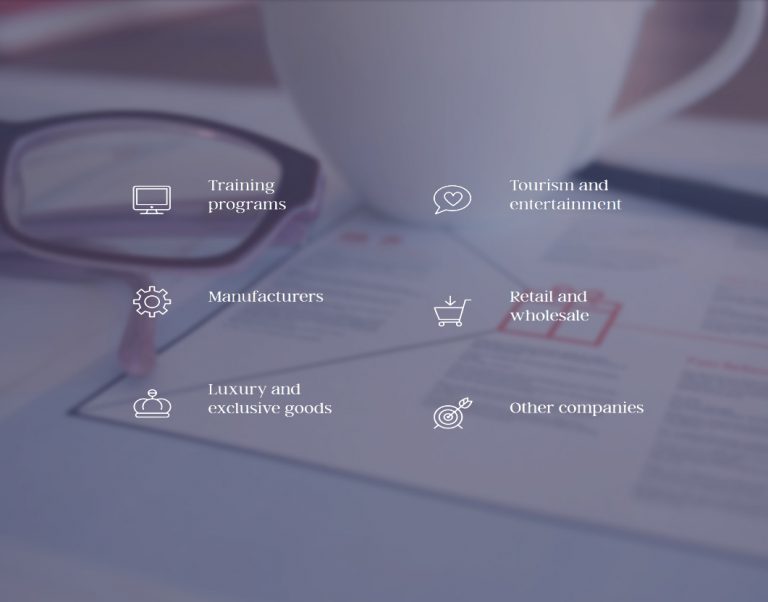 Training
programs
Tourism and
entertainment
Manufacturers
Retail and
wholesale
Luxury and
exclusive goods
Other companies